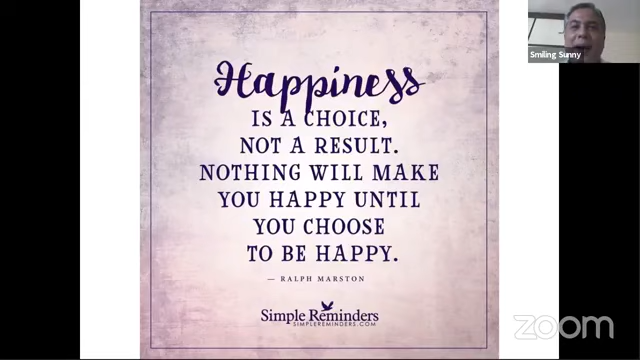 Happiness
IS A CHOICE,
NOT A RESULT.
NOTHING WILL MAKE
YOU HAPPY UNTIL
YOU CHOOSE
TO BE HAPPY.
— RALPH MARSTON
Simple Reminders
SIMPLEREMINDERS.COM
Smiling Sunny
zoom